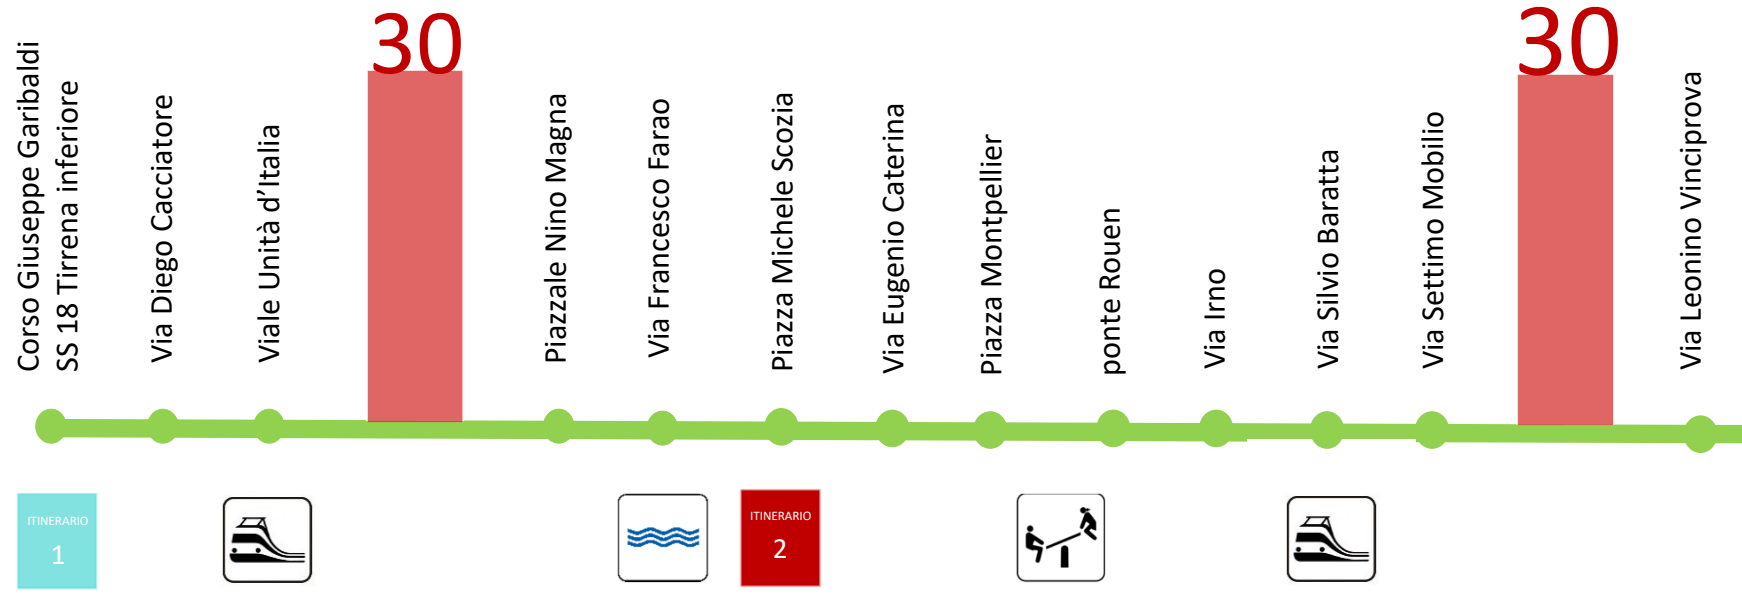 Corso Giuseppe Garibaldi
SS 18 Tirrena inferiore
Via Diego Cacciatore
Viale Unità d’Italia
30
Piazzale Nino Magna
Via Francesco Farao
Piazza Michele Scozia
Via Eugenio Caterina
Piazza Montpellier
ponte Rouen
Via Irno
Via Silvio Baratta
Via Settimo Mobilio
30
Via Leonino Vinciprova
ITINERARIO
1
ITINERARIO
2